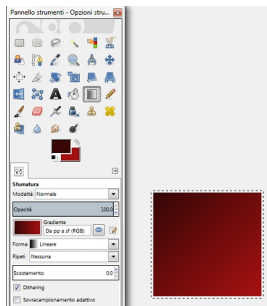 Pannello strumenti - Opzioni stru...
Sfumatura
Modalità: Normale
Opacità 100,0
Gradiente
Da pp a sf (RGB)
Forma: Lineare
Ripeti: Nessuna
Scostamento 0,0
Dithering
Sovracampionamento adattivo